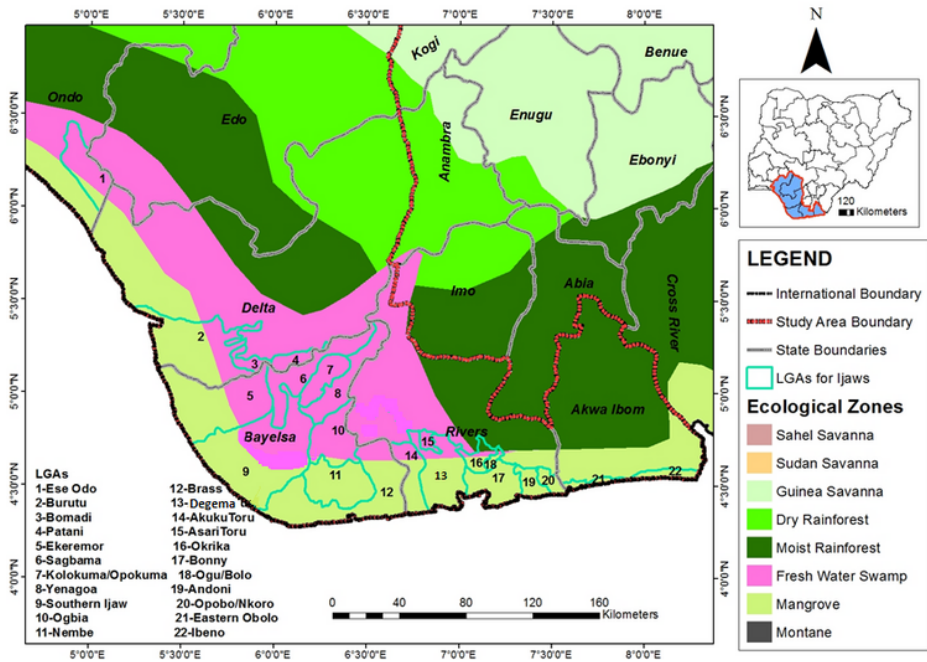 5°0'0"E 5°30'0"E 6°0'0"E 6°30'0"E 7°0'0"E 7°30'0"E 8°0'0"E
N
Kogi
Benue
Ondo
Edo
Enugu
Anambra
Ebonyi
6°30'0"N
6°30'0"N
1
6°0'0"N
6°0'0"N
120
Kilometers
Imo
Abia
Cross River
Delta
5°30'0"N
5°30'0"N
2
3
4
5
6
7
8
5°0'0"N
5°0'0"N
Akwa Ibom
Bayelsa
10
Rivers
15
14
16
18
9
11
12
13
17
19
20
21
22
4°30'0"N
4°30'0"N
4°0'0"N
4°0'0"N
LGAs
1-Ese Odo
2-Burutu
3-Bomadi
4-Patani
5-Ekeremor
6-Sagbama
7-Kolokuma/Opokuma
8-Yenagoa
9-Southern Ijaw
10-Ogbia
11-Nembe
12-Brass
13-Degema
14-AkukuToru
15-AsariToru
16-Okrika
17-Bonny
18-Ogu/Bolo
19-Andoni
20-Opobo/Nkoro
21-Eastern Obolo
22-Ibeno
0 20 40 80 120 160
Kilometers
5°0'0"E 5°30'0"E 6°0'0"E 6°30'0"E 7°0'0"E 7°30'0"E 8°0'0"E
LEGEND
International Boundary
Study Area Boundary
State Boundaries
LGAs for Ijaws
Ecological Zones
Sahel Savanna
Sudan Savanna
Guinea Savanna
Dry Rainforest
Moist Rainforest
Fresh Water Swamp
Mangrove
Montane